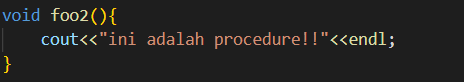 void foo2(){
    cout<<"ini adalah procedure!!"<<endl;
}